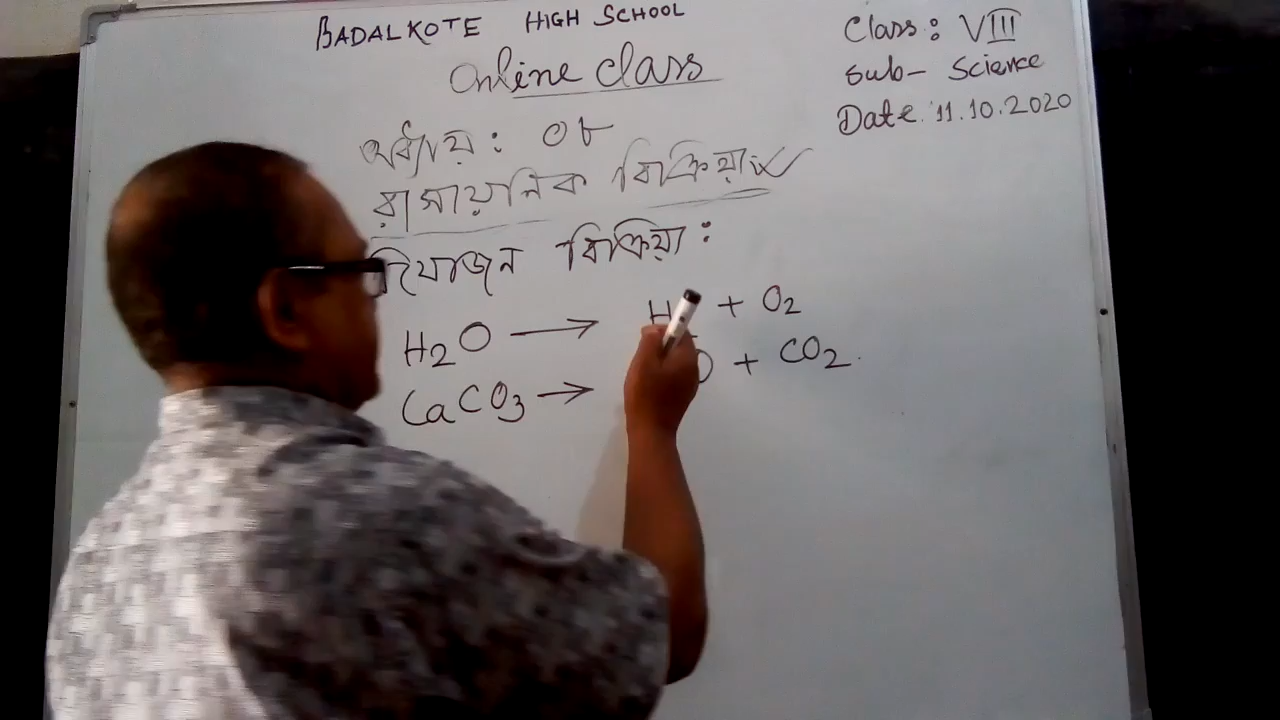 BADALKOTE HIGH SCHOOL
Online class
Class: VIII
Sub- Science
Date. 11.10.2020
অধ্যায়: ০৮
রাসায়নিক বিক্রিয়া
বিক্রিয়া:
H2O → H + O2
CaCO3 → O + CO2.